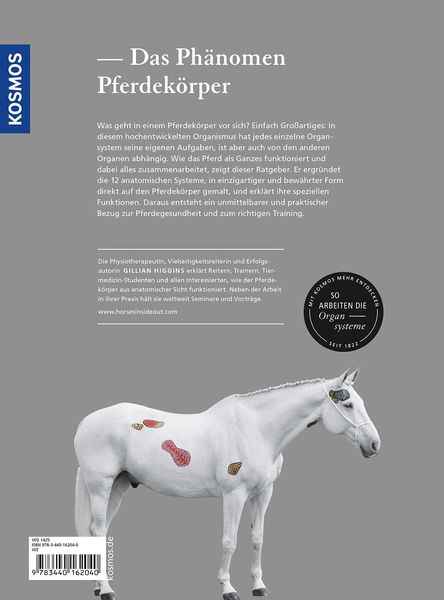 KOSMOS
— Das Phänomen
Pferdekörper
Was geht in einem Pferdekörper vor sich? Einfach Großartiges: In
diesem hochentwickelten Organismus hat jedes einzelne Organ-
system seine eigenen Aufgaben, ist aber auch von den anderen
Organen abhängig. Wie das Pferd als Ganzes funktioniert und
dabei alles zusammenarbeitet, zeigt dieser Ratgeber. Er ergründet
die 12 anatomischen Systeme, in einzigartiger und bewährter Form
direkt auf den Pferdekörper gemalt, und erklärt ihre speziellen
Funktionen. Daraus entsteht ein unmittelbarer und praktischer
Bezug zur Pferdegesundheit und zum richtigen Training.
Die Physiotherapeutin, Vielseitigkeitsreiterin und Erfolgs-
autorin GILLIAN HIGGINS erklärt Reitern, Trainern, Tier-
medizin-Studenten und allen Interessierten, wie der Pferde-
körper aus anatomischer Sicht funktioniert. Neben der Arbeit
in ihrer Praxis hält sie weltweit Seminare und Vorträge.
www.horsesinsideout.com
MIT KOSMOS MEHR ENTDECKEN
SO
ARBEITEN DIE
Organ
systeme
SEIT 1822
WG 1425
ISBN 978-3-440-16204-0
WZ
9 783440 162040
kosmos.de